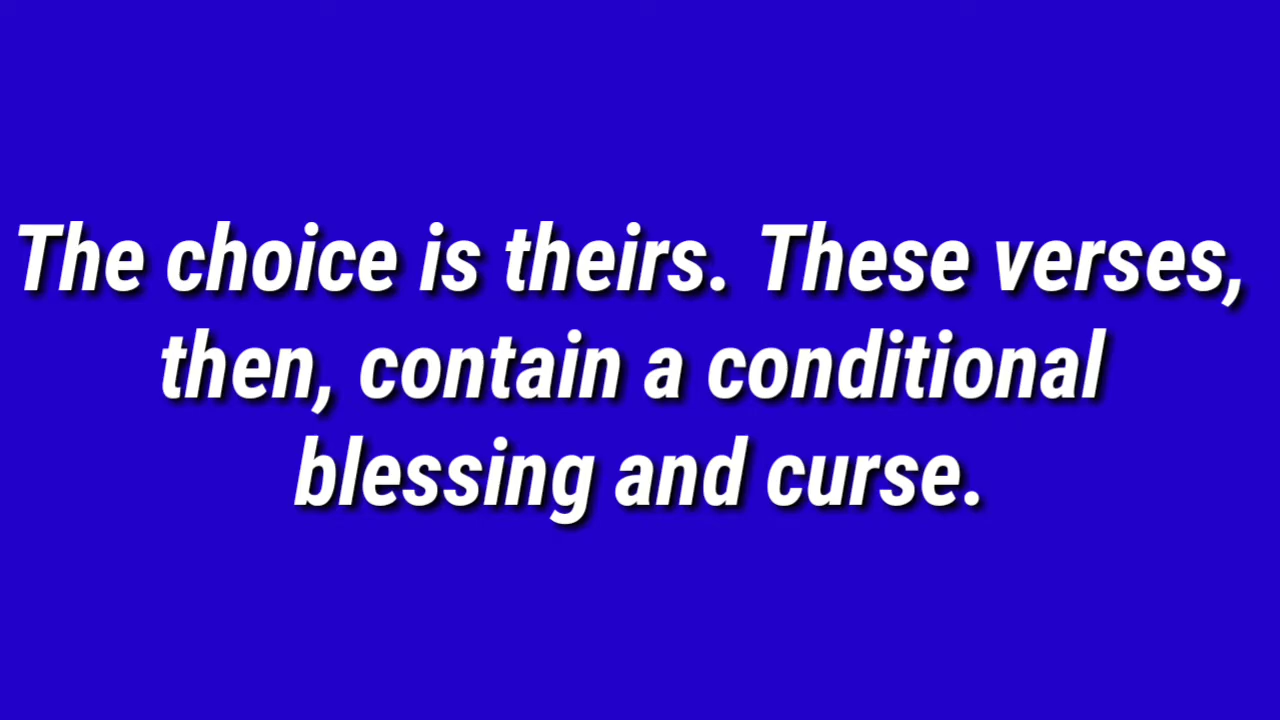 The choice is theirs. These verses,
then, contain a conditional
blessing and curse.